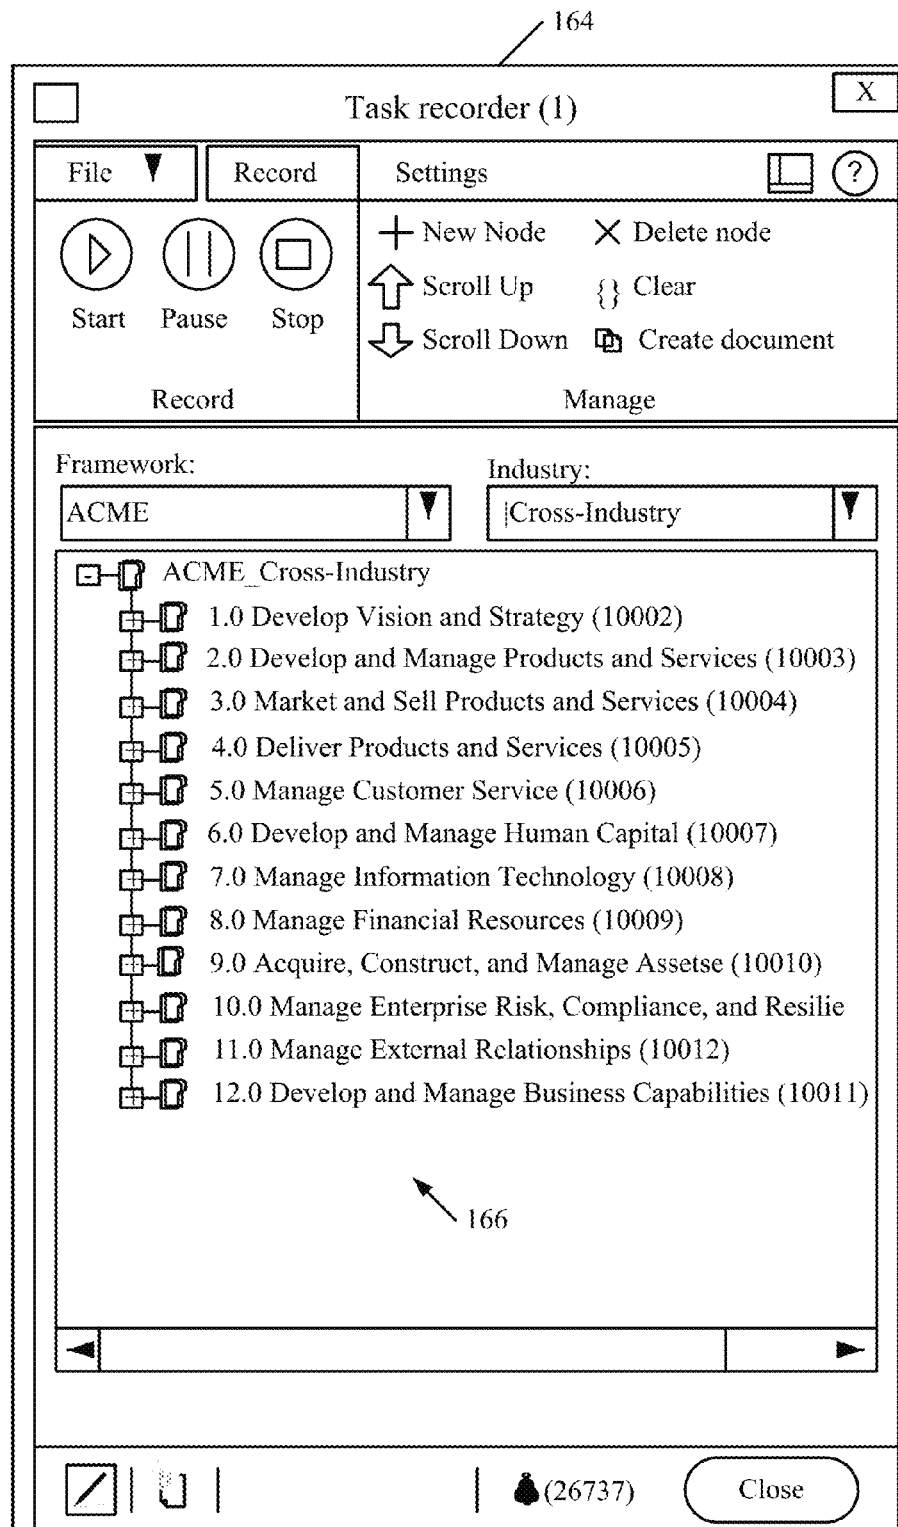 164
Task recorder (1)
X
File Record Settings ?
+ New Node X Delete node
Scroll Up {} Clear
Start Pause Stop
Scroll Down Create document
Record Manage
Framework: Industry:
ACME Cross-Industry
- ACME_Cross-Industry
+ 1.0 Develop Vision and Strategy (10002)
+ 2.0 Develop and Manage Products and Services (10003)
+ 3.0 Market and Sell Products and Services (10004)
+ 4.0 Deliver Products and Services (10005)
+ 5.0 Manage Customer Service (10006)
+ 6.0 Develop and Manage Human Capital (10007)
+ 7.0 Manage Information Technology (10008)
+ 8.0 Manage Financial Resources (10009)
+ 9.0 Acquire, Construct, and Manage Assetse (10010)
+ 10.0 Manage Enterprise Risk, Compliance, and Resilie
+ 11.0 Manage External Relationships (10012)
+ 12.0 Develop and Manage Business Capabilities (10011)
166
(26737) Close